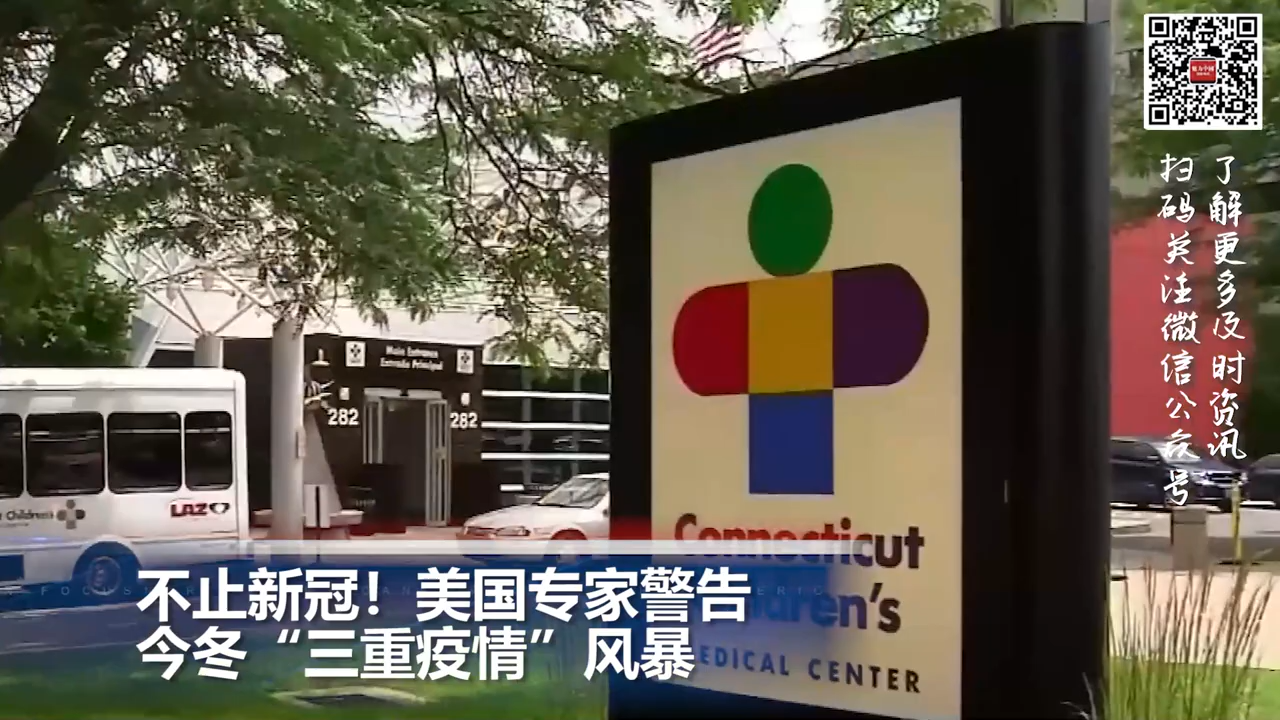 了解更多及时资讯
扫码关注微信公众号
Main Entrance
Entrada Principal
282
282
LAZ
Connecticut
Children's
MEDICAL CENTER
不止新冠！美国专家警告
今冬“三重疫情”风暴